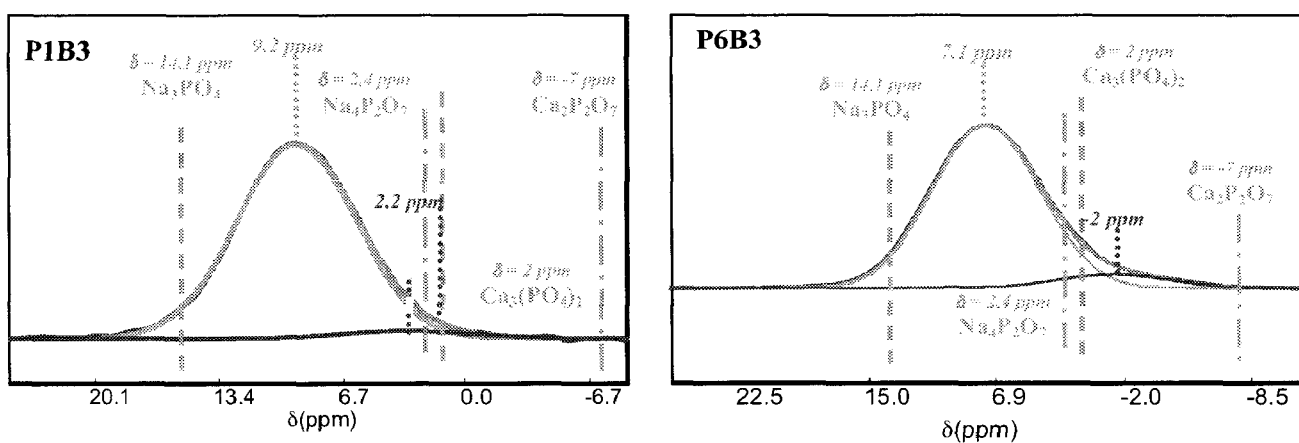 P1B3
9.2 ppm
δ = 14.1 ppm
Na3PO4
δ = 2,4 ppm
Na4P2O7
δ = -7 ppm
Ca2P2O7
2.2 ppm
δ = 2 ppm
Ca3(PO4)2
20.1 13.4 6.7 0.0 -6.7
δ(ppm)
P6B3
7.1 ppm
δ = 2 ppm
Ca3(PO4)2
δ = 14.1 ppm
Na3PO4
δ = -7 ppm
Ca2P2O7
-2 ppm
δ = 2.4 ppm
Na4P2O7
22.5 15.0 6.9 -2.0 -8.5
δ(ppm)